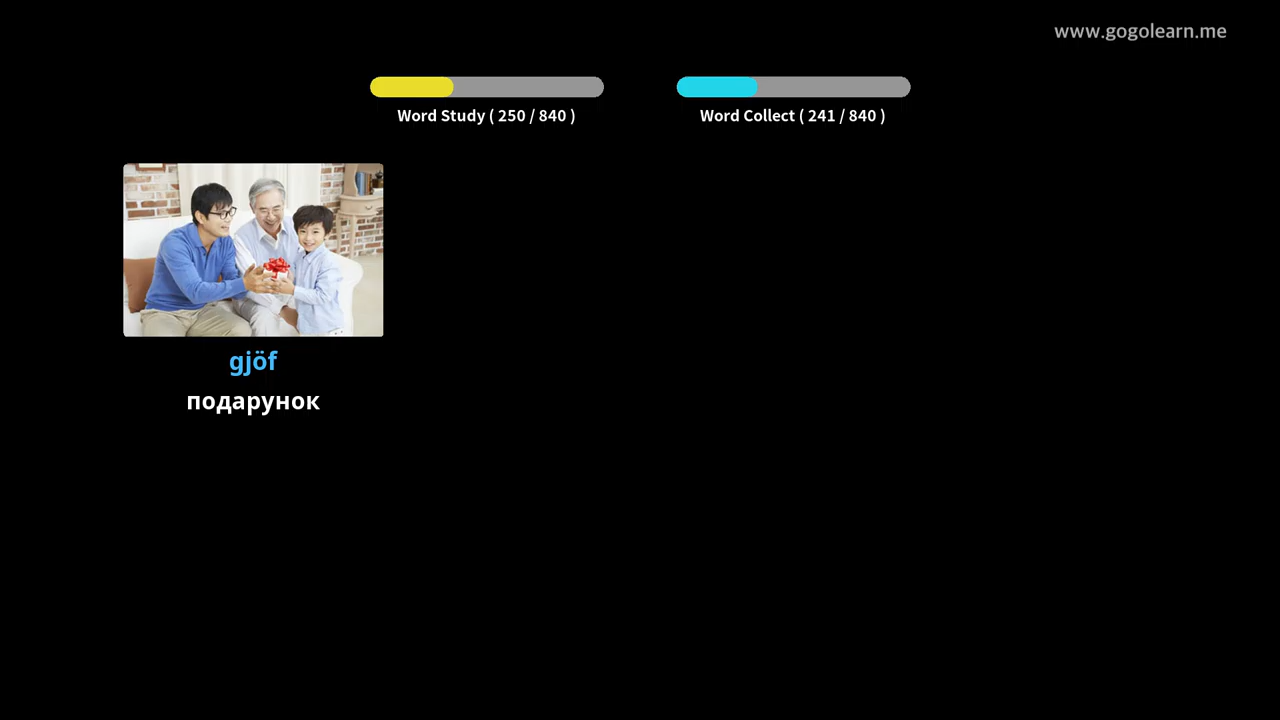 www.gogolearn.me
Word Study ( 250 / 840 )
Word Collect ( 241 / 840 )
gjöf
подарунок